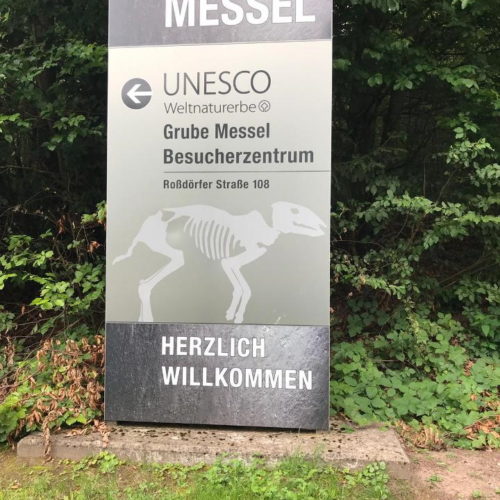 MESSEL
UNESCO
Weltnaturerbe
Grube Messel
Besucherzentrum
Roßdörfer Straße 108
HERZLICH
WILLKOMMEN